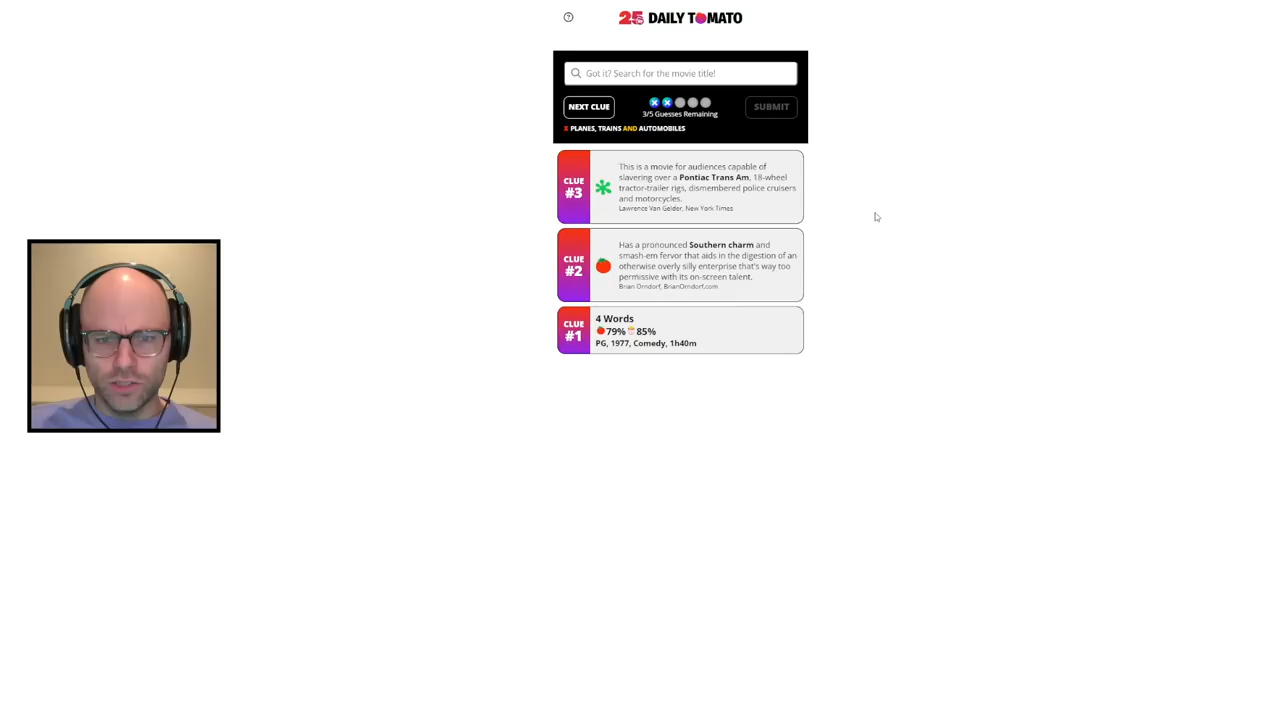 25 DAILY TOMATO
Got it? Search for the movie title!
NEXT CLUE
3/5 Guesses Remaining
SUBMIT
X PLANES, TRAINS AND AUTOMOBILES
CLUE
#3
This is a movie for audiences capable of
slavering over a Pontiac Trans Am, 18-wheel
tractor-trailer rigs, dismembered police cruisers
and motorcycles.
Lawrence Van Gelder, New York Times
CLUE
#2
Has a pronounced Southern charm and
smash-em fervor that aids in the digestion of an
otherwise overly silly enterprise that's way too
permissive with its on-screen talent.
Brian Orndorf, BrianOrndorf.com
CLUE
#1
4 Words
79% 85%
PG, 1977, Comedy, 1h40m